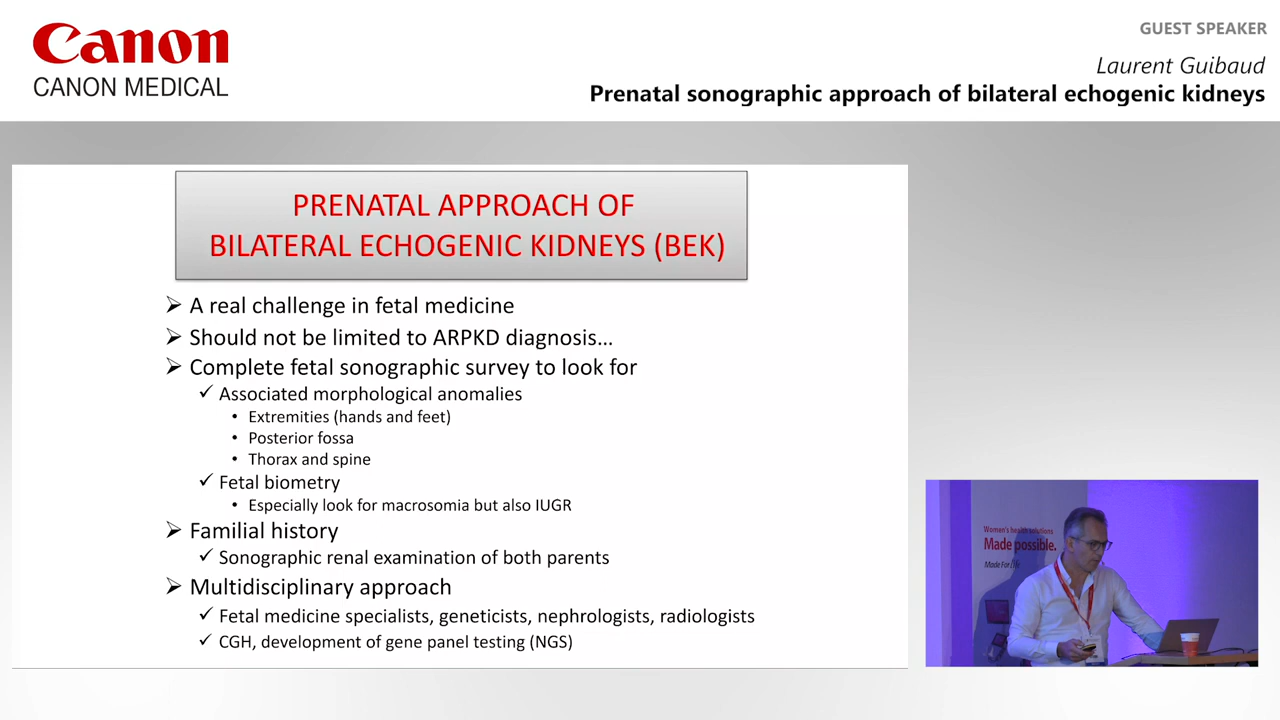 Canon
CANON MEDICAL
GUEST SPEAKER
Laurent Guibaud
Prenatal sonographic approach of bilateral echogenic kidneys
PRENATAL APPROACH OF
BILATERAL ECHOGENIC KIDNEYS (BEK)
➢ A real challenge in fetal medicine
➢ Should not be limited to ARPKD diagnosis...
➢ Complete fetal sonographic survey to look for
✓ Associated morphological anomalies
• Extremities (hands and feet)
• Posterior fossa
• Thorax and spine
✓ Fetal biometry
• Especially look for macrosomia but also IUGR
➢ Familial history
✓ Sonographic renal examination of both parents
➢ Multidisciplinary approach
✓ Fetal medicine specialists, geneticists, nephrologists, radiologists
✓ CGH, development of gene panel testing (NGS)
Women's health solutions
Made possible.
Made For life